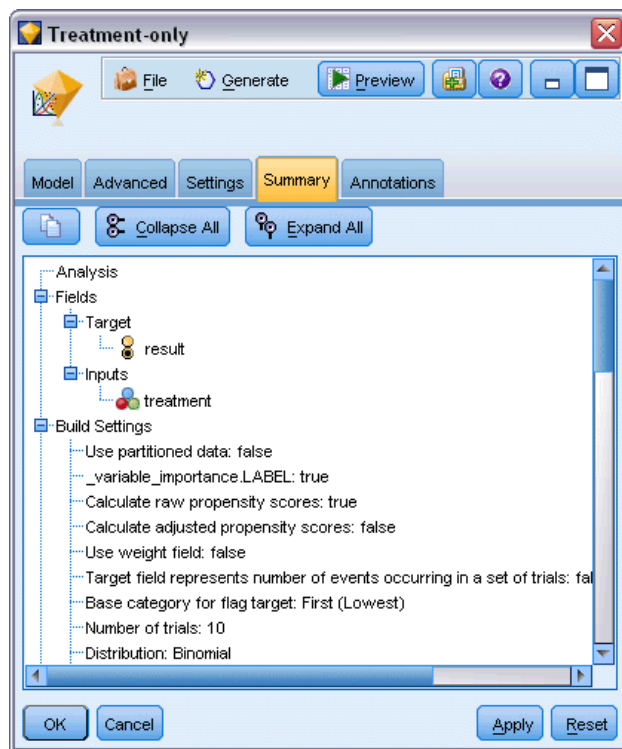 Treatment-only
File Generate Preview
Model Advanced Settings Summary Annotations
Collapse All Expand All
Analysis
Fields
Target
result
Inputs
treatment
Build Settings
Use partitioned data: false
_variable_importance.LABEL: true
Calculate raw propensity scores: true
Calculate adjusted propensity scores: false
Use weight field: false
Target field represents number of events occurring in a set of trials: fal
Base category for flag target: First (Lowest)
Number of trials: 10
Distribution: Binomial
OK Cancel Apply Reset